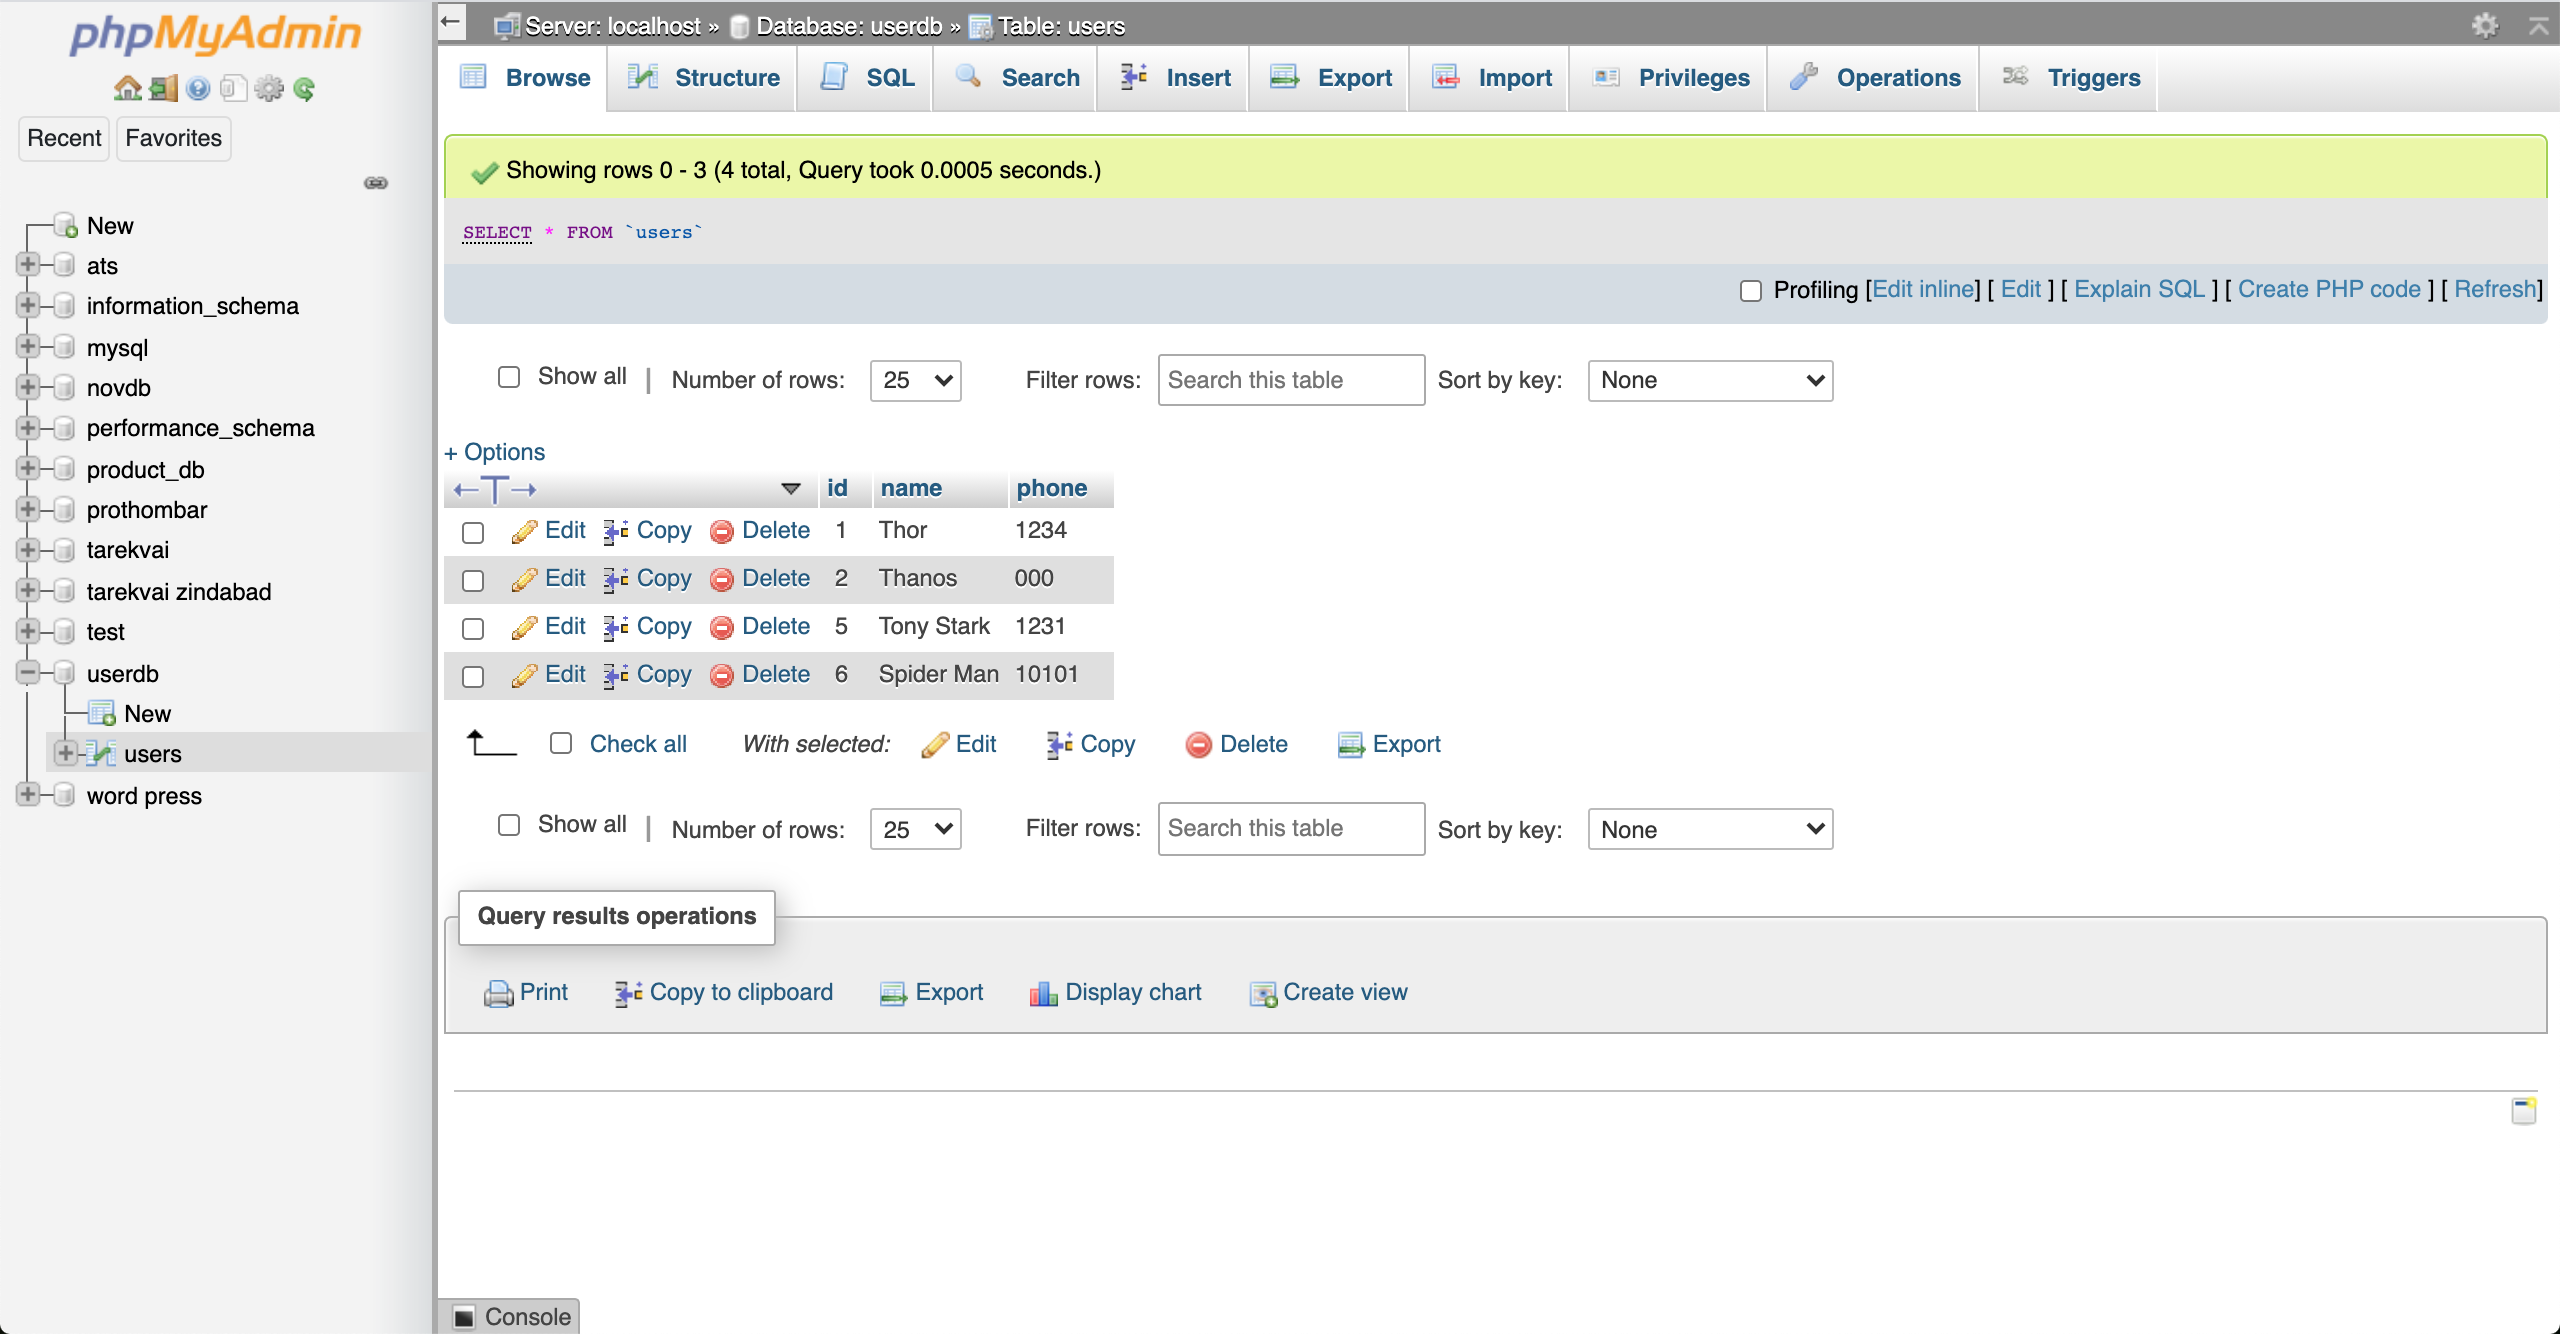 phpMyAdmin
Recent Favorites
New
ats
information_schema
mysql
novdb
performance_schema
product_db
prothombar
tarekvai
tarekvai zindabad
test
userdb
New
users
word press
Server: localhost » Database: userdb » Table: users
Browse Structure SQL Search Insert Export Import Privileges Operations Triggers
Showing rows 0 - 3 (4 total, Query took 0.0005 seconds.)
SELECT * FROM `users`
Profiling [Edit inline] [ Edit ] [ Explain SQL ] [ Create PHP code ] [ Refresh]
Show all | Number of rows: 25 Filter rows: Search this table Sort by key: None
+ Options
←T→ id name phone
Edit Copy Delete 1 Thor 1234
Edit Copy Delete 2 Thanos 000
Edit Copy Delete 5 Tony Stark 1231
Edit Copy Delete 6 Spider Man 10101
Check all With selected: Edit Copy Delete Export
Show all | Number of rows: 25 Filter rows: Search this table Sort by key: None
Query results operations
Print Copy to clipboard Export Display chart Create view
Console